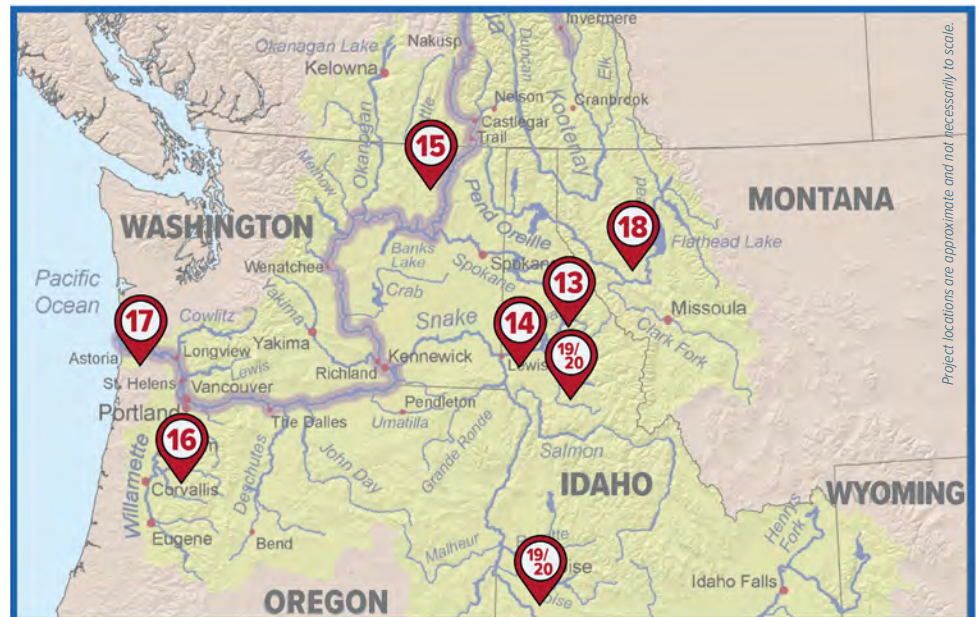 Invermere
Nakusp
Okanagan Lake
Kelowna
Duncan
Elk
Nelson
Cranbrook
Castlegar
Trail
Kootenay
Okanogan
15
Methow
Pend Oreille
MONTANA
WASHINGTON
18
Flathead Lake
Banks
Lake
Wenatchee
Spokane
Spokane
13
Pacific
Ocean
Crab
Missoula
17
Cowlitz
Yakima
Snake
14
Clark Fork
Astoria
Longview
Yakima
Kennewick
19/
20
Lewis
Richland
St. Helens
Vancouver
Pendleton
Portland
The Dalles
Umatilla
16
Grande Ronde
Salmon
Willamette
Deschutes
John Day
IDAHO
WYOMING
Corvallis
Henrys
Fork
Eugene
Bend
Malheur
19/
20
Idaho Falls
OREGON
Project locations are approximate and not necessarily to scale.